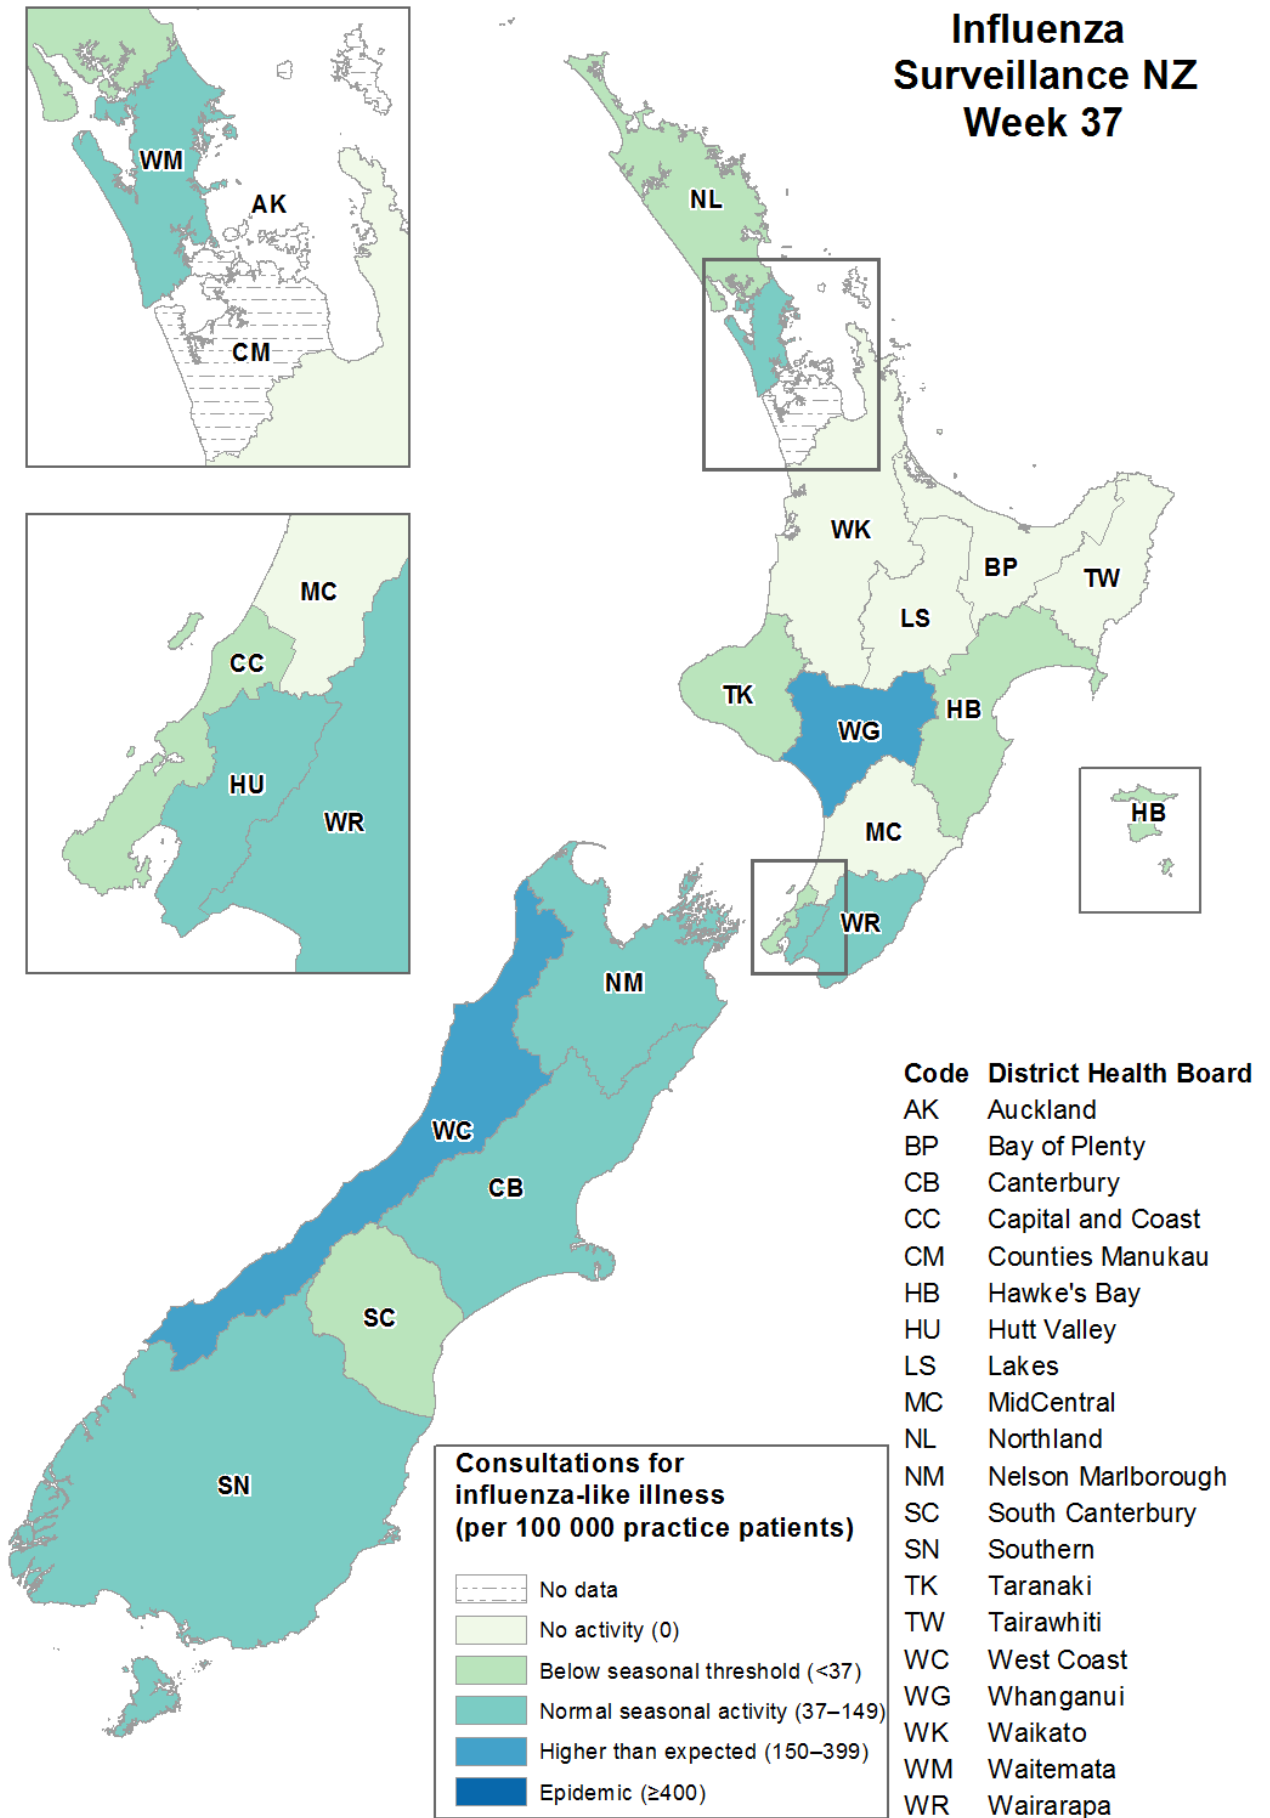 Influenza
Surveillance NZ
Week 37
WM
AK
CM
NL
WK
BP
TW
LS
TK
WG
HB
MC
HB
WR
MC
CC
HU
WR
NM
WC
CB
SC
SN
Consultations for
influenza-like illness
(per 100 000 practice patients)
No data
No activity (0)
Below seasonal threshold (<37)
Normal seasonal activity (37–149)
Higher than expected (150–399)
Epidemic (≥400)
Code District Health Board
AK Auckland
BP Bay of Plenty
CB Canterbury
CC Capital and Coast
CM Counties Manukau
HB Hawke's Bay
HU Hutt Valley
LS Lakes
MC MidCentral
NL Northland
NM Nelson Marlborough
SC South Canterbury
SN Southern
TK Taranaki
TW Tairawhiti
WC West Coast
WG Whanganui
WK Waikato
WM Waitemata
WR Wairarapa